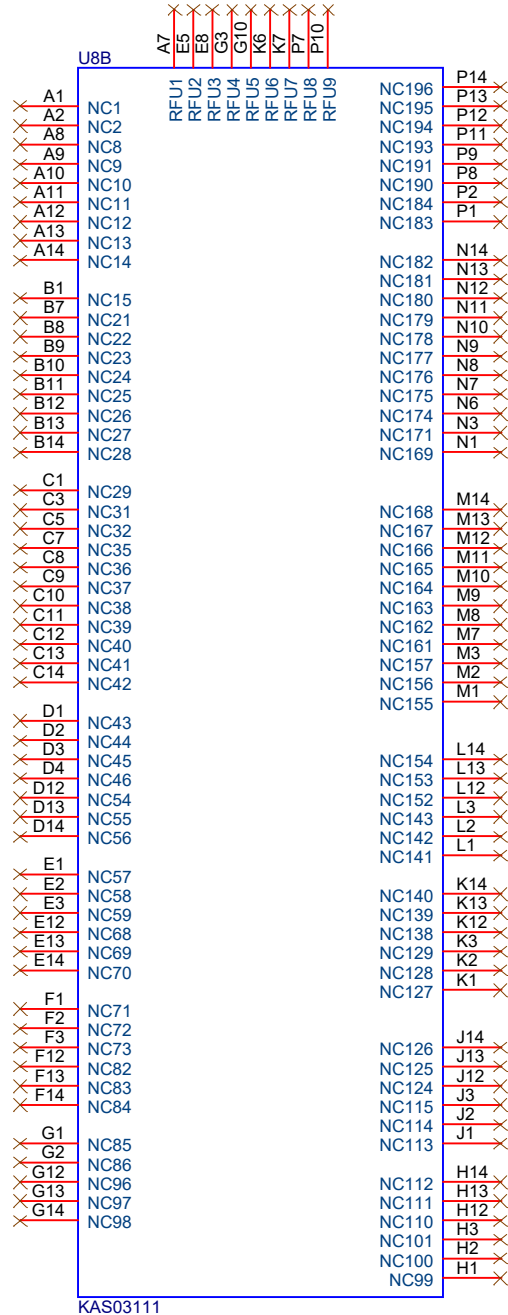 A7 E5 E8 G3 G10 K6 K7 P7 P10
U8B
RFU1 RFU2 RFU3 RFU4 RFU5 RFU6 RFU7 RFU8 RFU9
A1 NC1
A2 NC2
A8 NC8
A9 NC9
A10 NC10
A11 NC11
A12 NC12
A13 NC13
A14 NC14
B1 NC15
B7 NC21
B8 NC22
B9 NC23
B10 NC24
B11 NC25
B12 NC26
B13 NC27
B14 NC28
C1 NC29
C3 NC31
C5 NC32
C7 NC35
C8 NC36
C9 NC37
C10 NC38
C11 NC39
C12 NC40
C13 NC41
C14 NC42
D1 NC43
D2 NC44
D3 NC45
D4 NC46
D12 NC54
D13 NC55
D14 NC56
E1 NC57
E2 NC58
E3 NC59
E12 NC68
E13 NC69
E14 NC70
F1 NC71
F2 NC72
F3 NC73
F12 NC82
F13 NC83
F14 NC84
G1 NC85
G2 NC86
G12 NC96
G13 NC97
G14 NC98
NC196 P14
NC195 P13
NC194 P12
NC193 P11
NC191 P9
NC190 P8
NC184 P2
NC183 P1
NC182 N14
NC181 N13
NC180 N12
NC179 N11
NC178 N10
NC177 N9
NC176 N8
NC175 N7
NC174 N6
NC171 N3
NC169 N1
NC168 M14
NC167 M13
NC166 M12
NC165 M11
NC164 M10
NC163 M9
NC162 M8
NC161 M7
NC157 M3
NC156 M2
NC155 M1
NC154 L14
NC153 L13
NC152 L12
NC143 L3
NC142 L2
NC141 L1
NC140 K14
NC139 K13
NC138 K12
NC129 K3
NC128 K2
NC127 K1
NC126 J14
NC125 J13
NC124 J12
NC115 J3
NC114 J2
NC113 J1
NC112 H14
NC111 H13
NC110 H12
NC101 H3
NC100 H2
NC99 H1
KAS03111